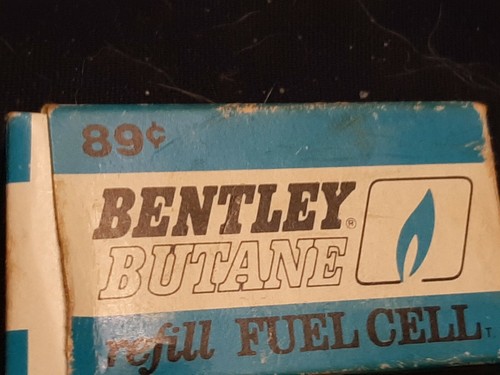 89¢
BENTLEY®
BUTANE
refill FUEL CELL T